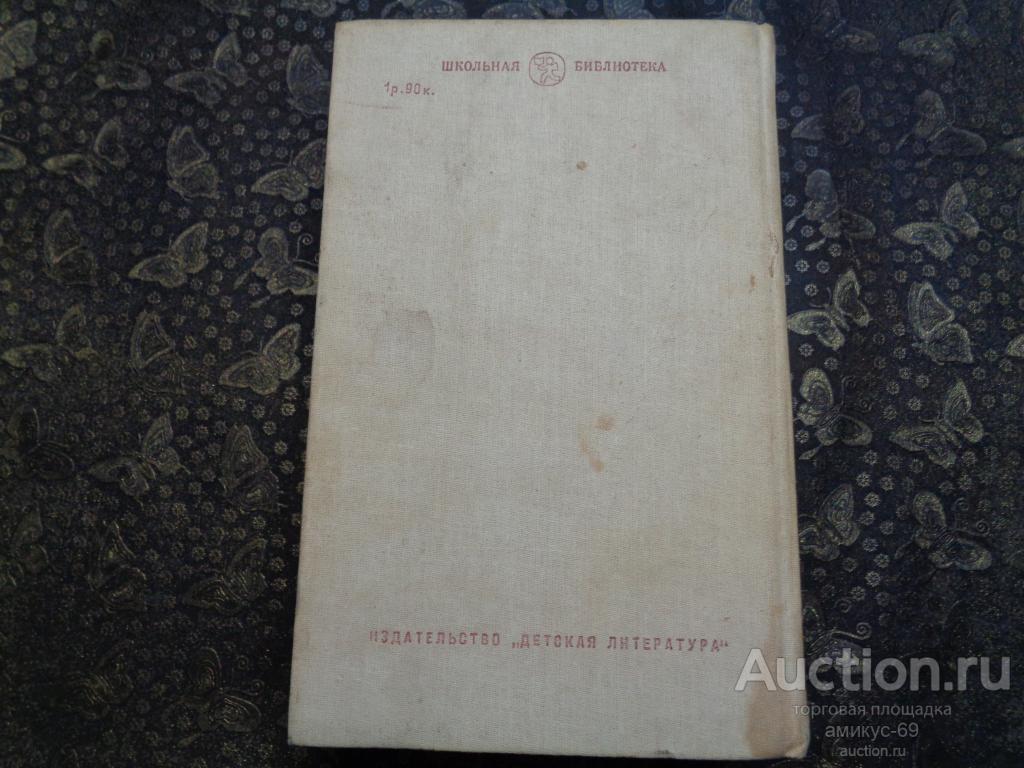 ШКОЛЬНАЯ БИБЛИОТЕКА
1р.90к.
ИЗДАТЕЛЬСТВО „ДЕТСКАЯ ЛИТЕРАТУРА“
Auction.ru
торговая площадка
амикус-69
auction.ru